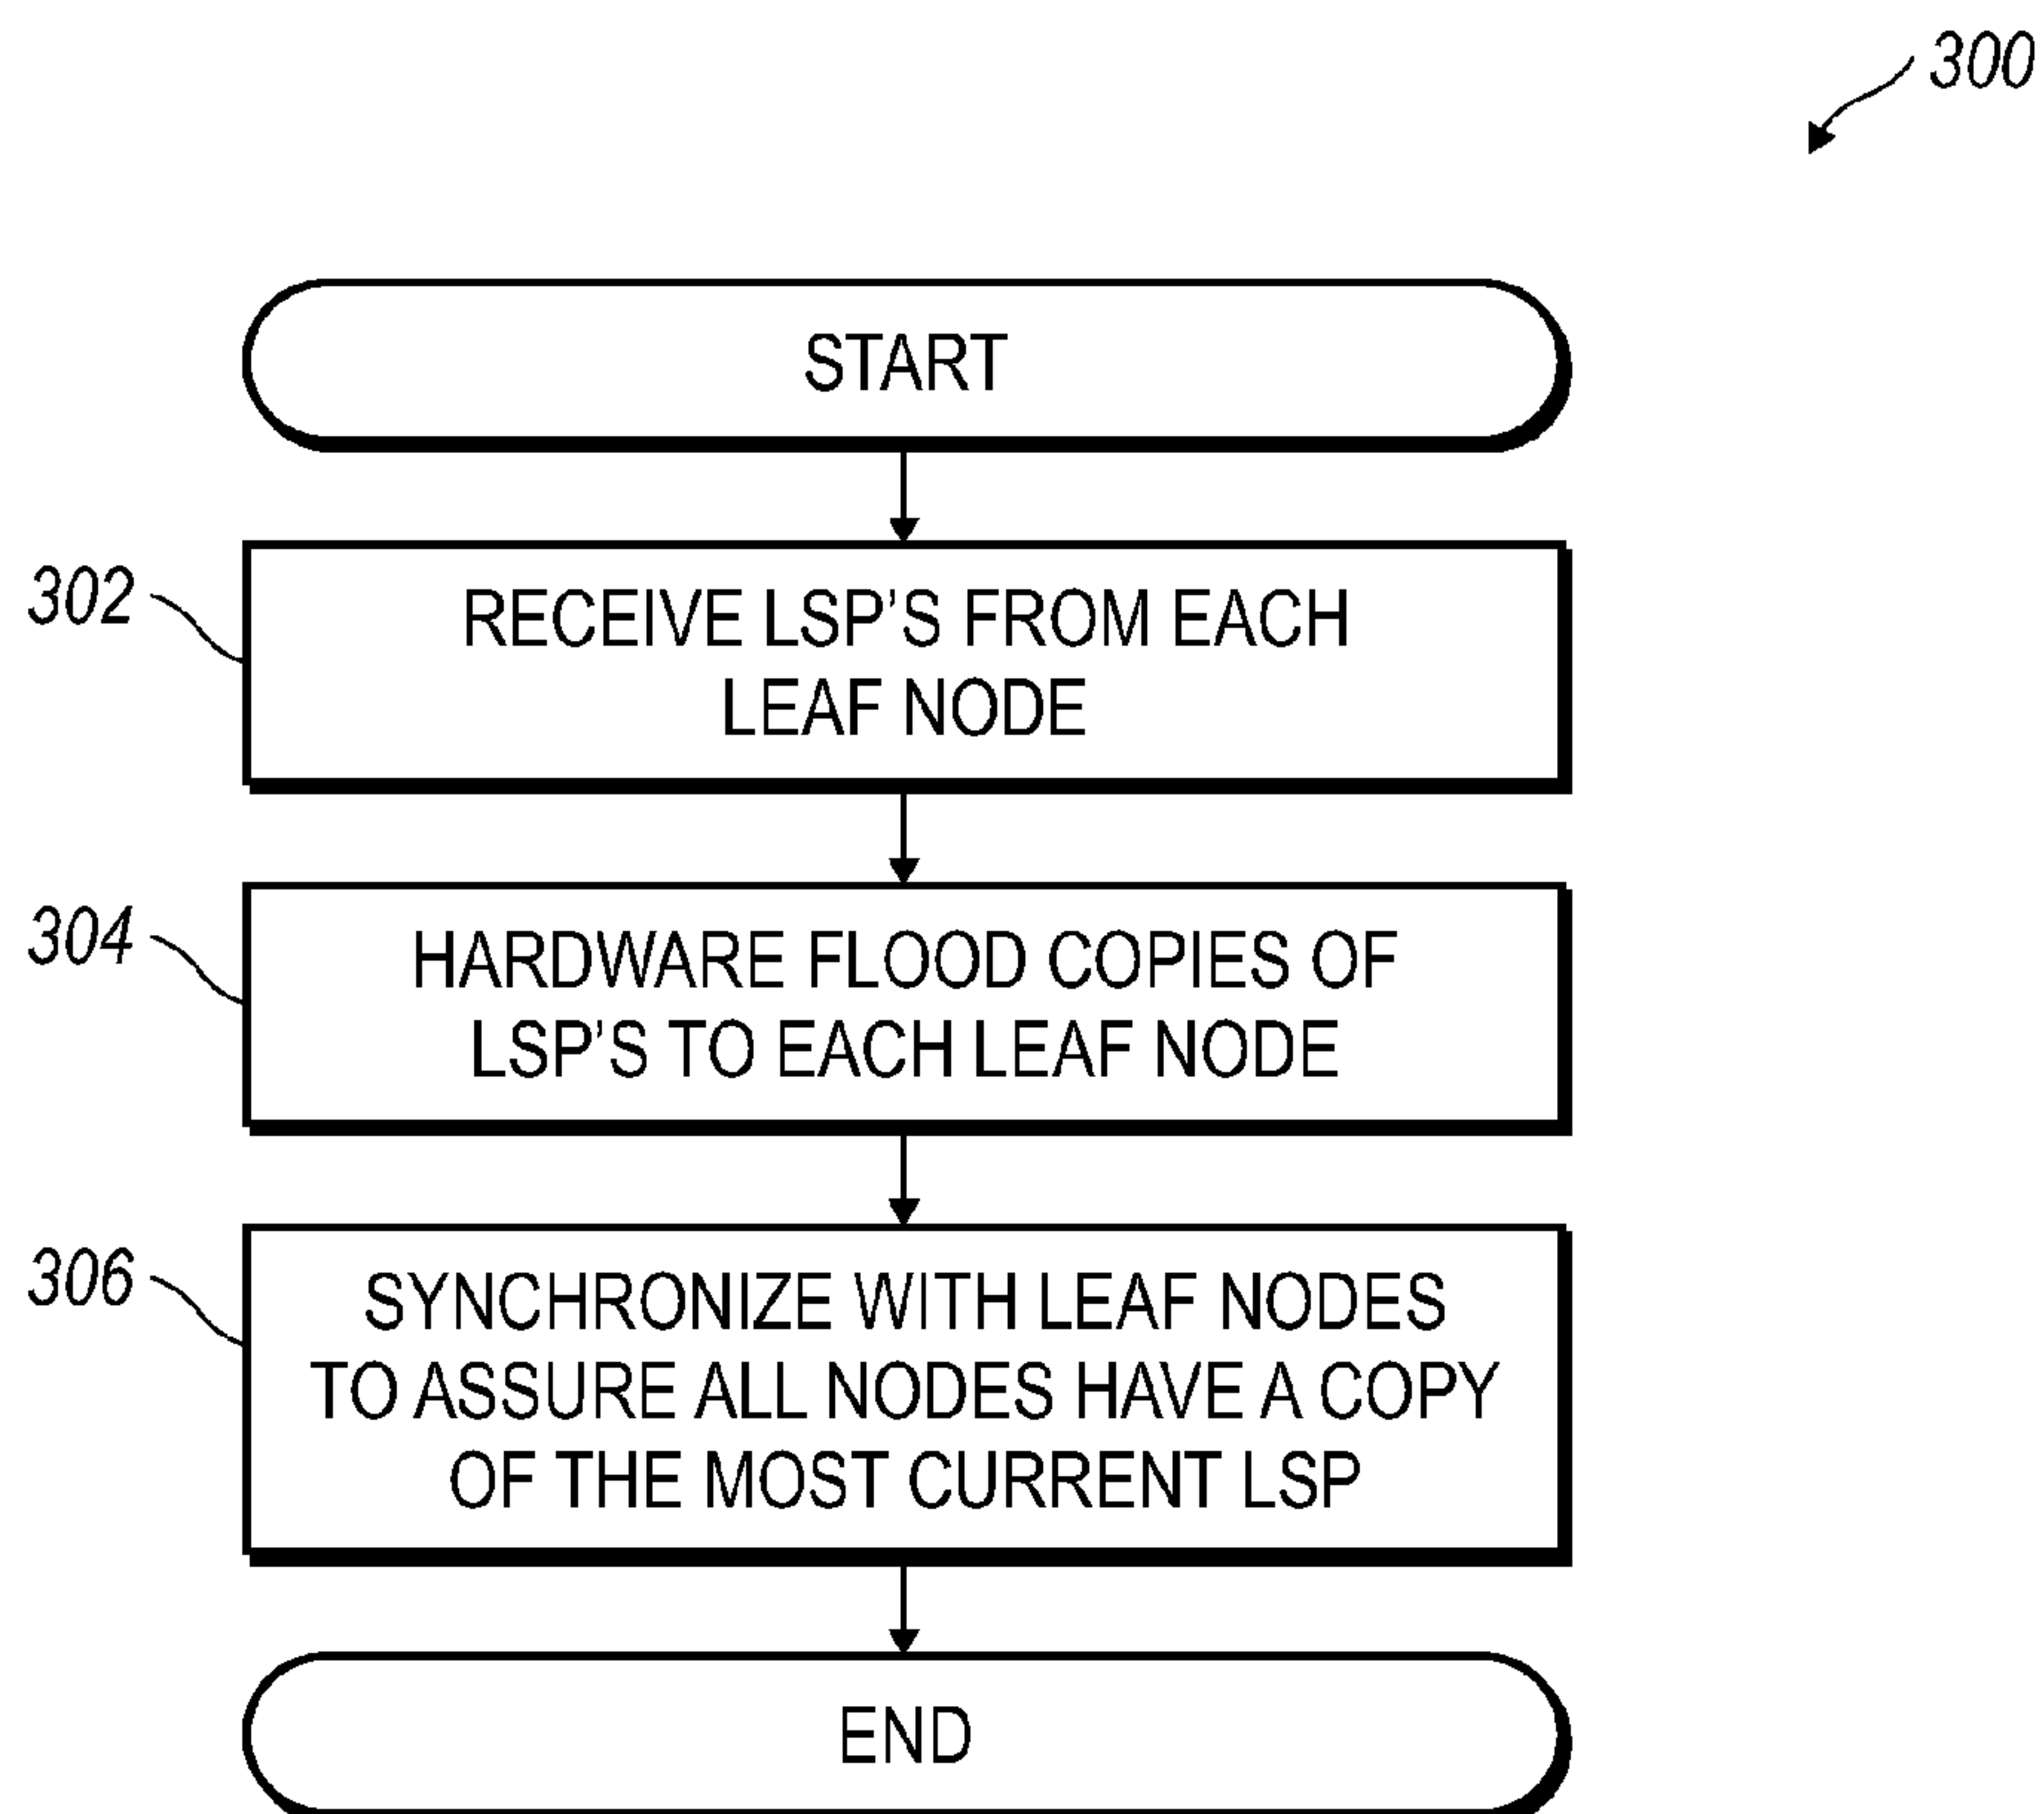 300
START
302
RECEIVE LSP'S FROM EACH
LEAF NODE
304
HARDWARE FLOOD COPIES OF
LSP'S TO EACH LEAF NODE
306
SYNCHRONIZE WITH LEAF NODES
TO ASSURE ALL NODES HAVE A COPY
OF THE MOST CURRENT LSP
END